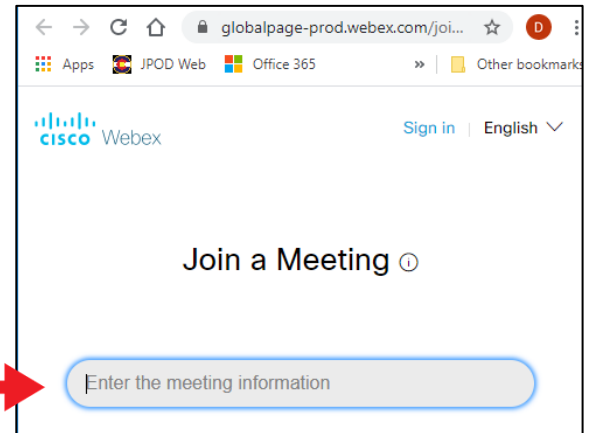 globalpage-prod.webex.com/joi... D
Apps JPOD Web Office 365 » Other bookmarks
CISCO Webex Sign in | English
Join a Meeting
Enter the meeting information